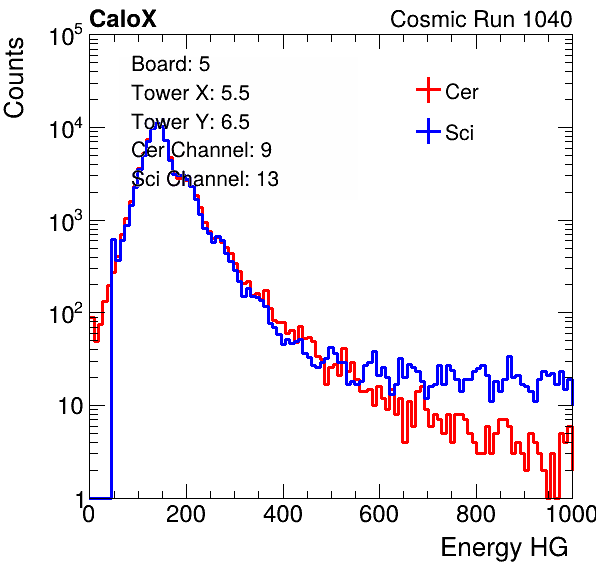 CaloX Cosmic Run 1040
Counts
10^5
10^4
10^3
10^2
10
1
Board: 5
Tower X: 5.5
Tower Y: 6.5
Cer Channel: 9
Sci Channel: 13
Cer
Sci
0 200 400 600 800 1000
Energy HG